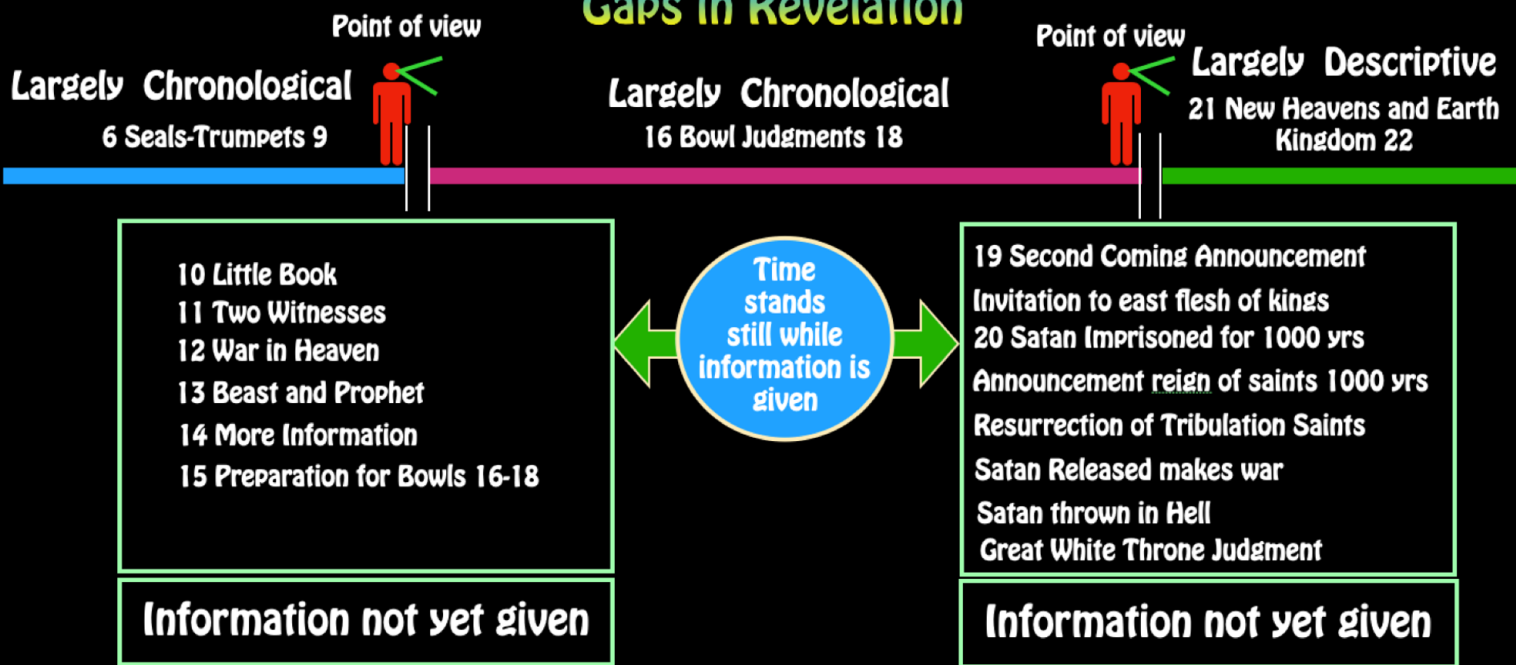 Gaps in Revelation
Point of view
Point of view
Largely Chronological
6 Seals-Trumpets 9
Largely Chronological
16 Bowl Judgments 18
Largely Descriptive
21 New Heavens and Earth
Kingdom 22
10 Little Book
11 Two Witnesses
12 War in Heaven
13 Beast and Prophet
14 More Information
15 Preparation for Bowls 16-18
Information not yet given
Time
stands
still while
information is
given
19 Second Coming Announcement
Invitation to east flesh of kings
20 Satan Imprisoned for 1000 yrs
Announcement reign of saints 1000 yrs
Resurrection of Tribulation Saints
Satan Released makes war
Satan thrown in Hell
Great White Throne Judgment
Information not yet given